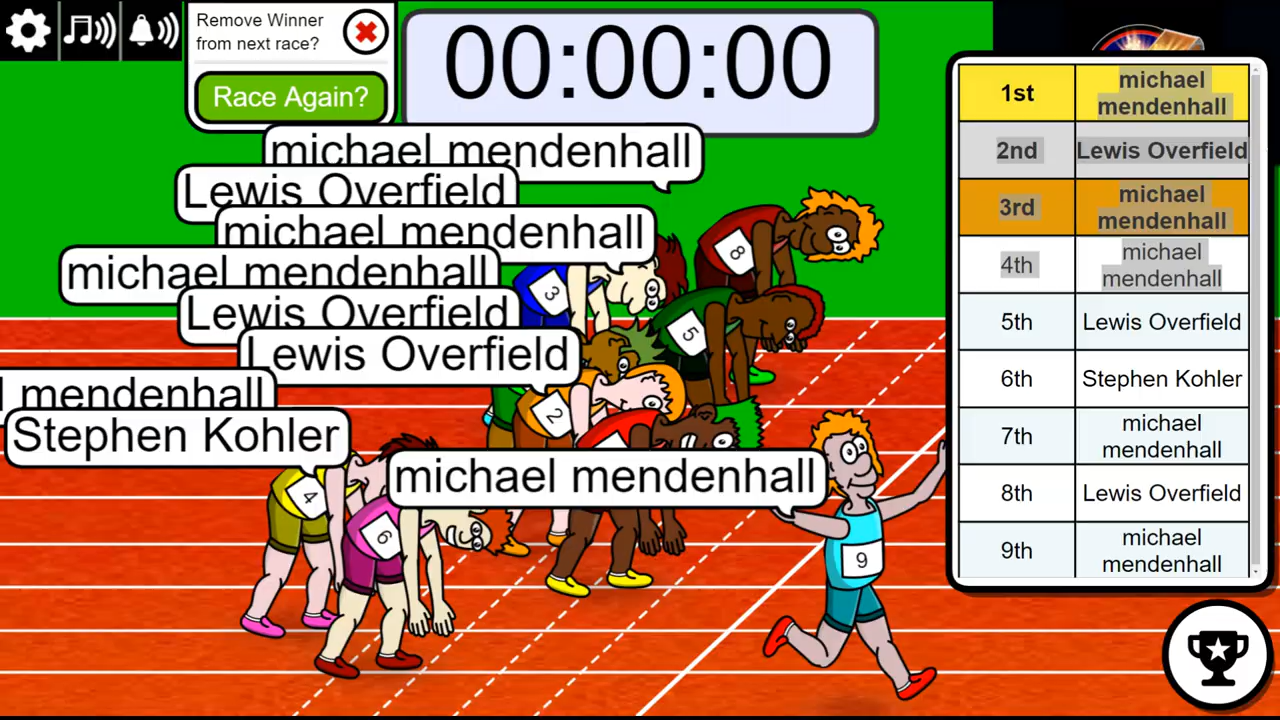 Remove Winner
from next race?
Race Again?
00:00:00
michael mendenhall
Lewis Overfield
michael mendenhall
michael mendenhall
Lewis Overfield
Lewis Overfield
mendenhall
Stephen Kohler
michael mendenhall
8
3
5
2
4
6
9
1st michael
mendenhall
2nd Lewis Overfield
3rd michael
mendenhall
4th michael
mendenhall
5th Lewis Overfield
6th Stephen Kohler
7th michael
mendenhall
8th Lewis Overfield
9th michael
mendenhall